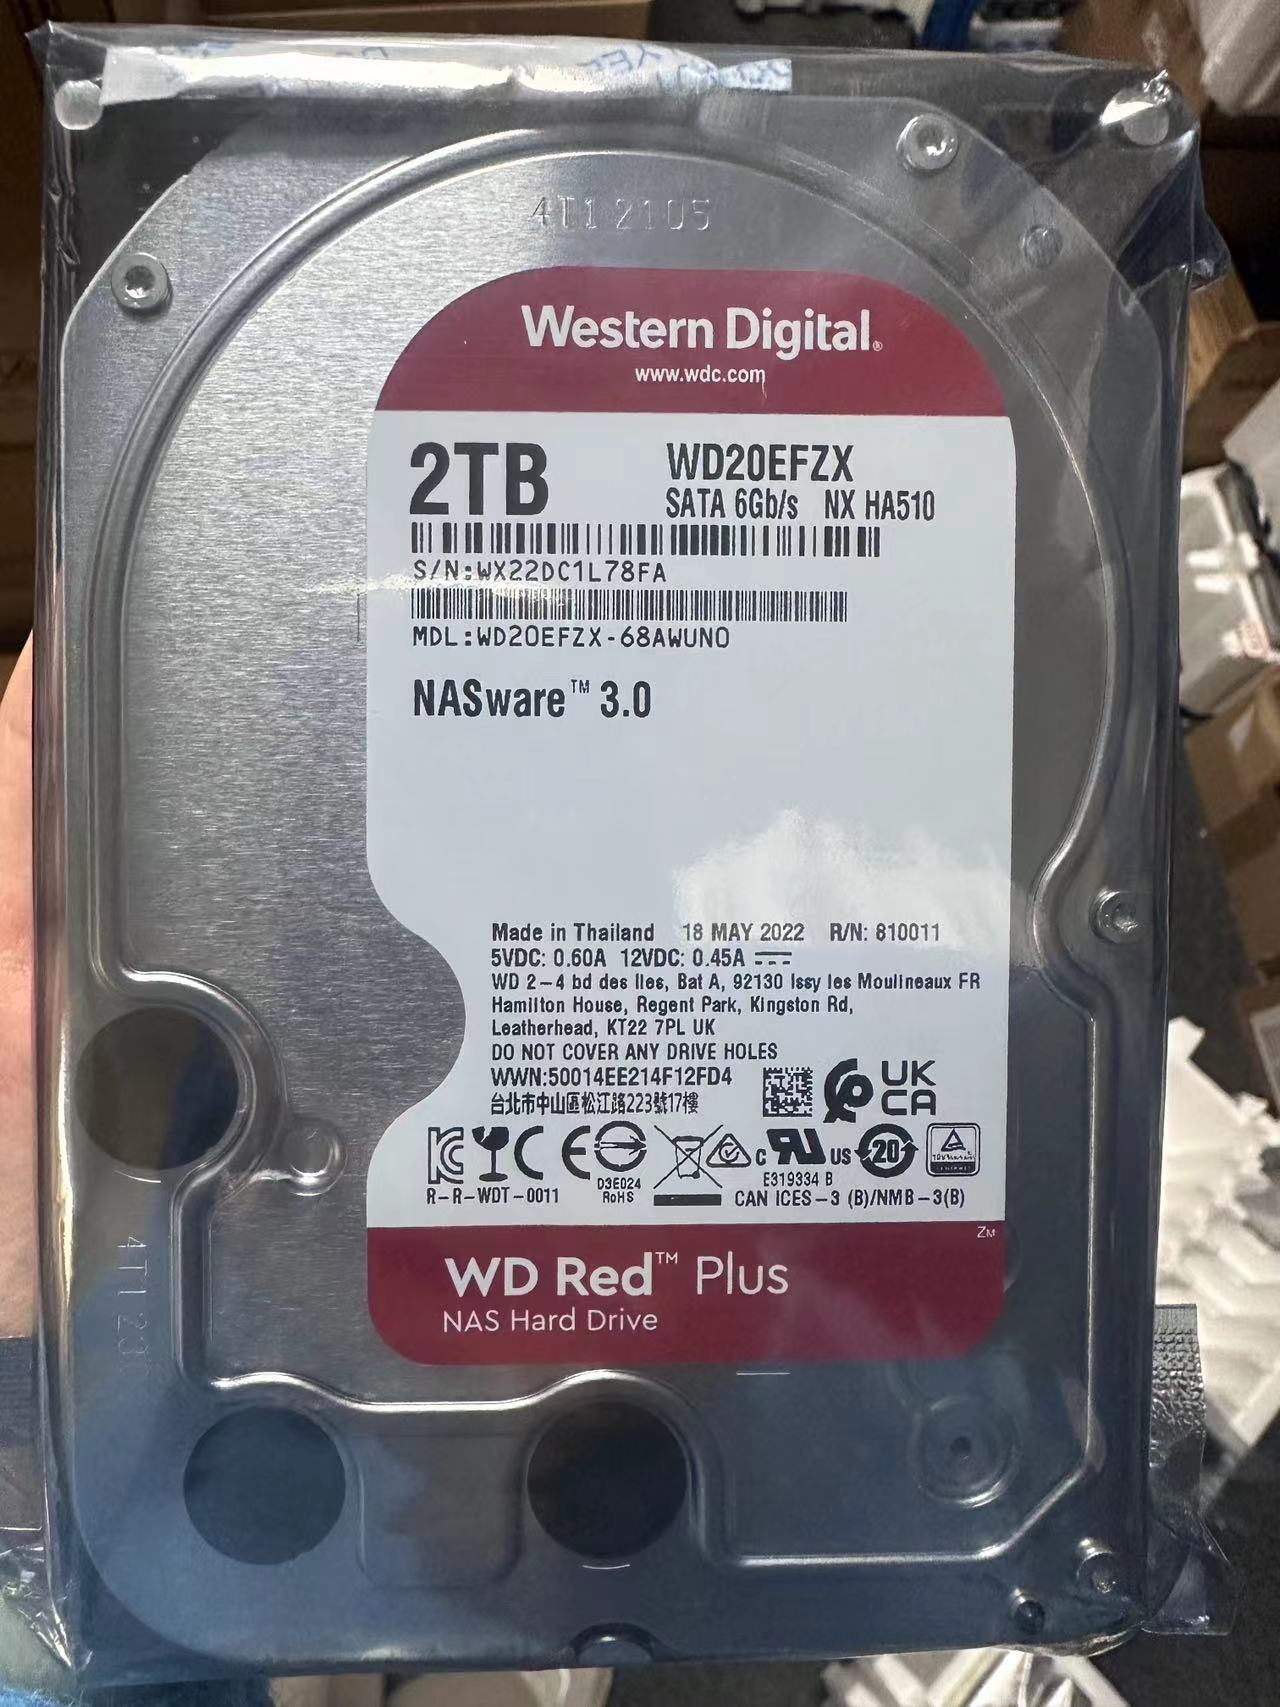 4T12105
Western Digital®
www.wdc.com
2TB
WD20EFZX
SATA 6Gb/s NX HA510
S/N:WX22DC1L78FA
MDL:WD20EFZX-68AWUN0
NASware™ 3.0
Made in Thailand 18 MAY 2022 R/N: 810011
5VDC: 0.60A 12VDC: 0.45A
WD 2-4 bd des Iles, Bat A, 92130 Issy les Moulineaux FR
Hamilton House, Regent Park, Kingston Rd,
Leatherhead, KT22 7PL UK
DO NOT COVER ANY DRIVE HOLES
WWN:50014EE214F12FD4
台北市中山區松江路223號17樓
UK
CA
c US 20
D3E024
RoHS
E319334 B
R-R-WDT-0011
CAN ICES-3 (B)/NMB-3(B)
ZM
WD Red™ Plus
NAS Hard Drive
4T123